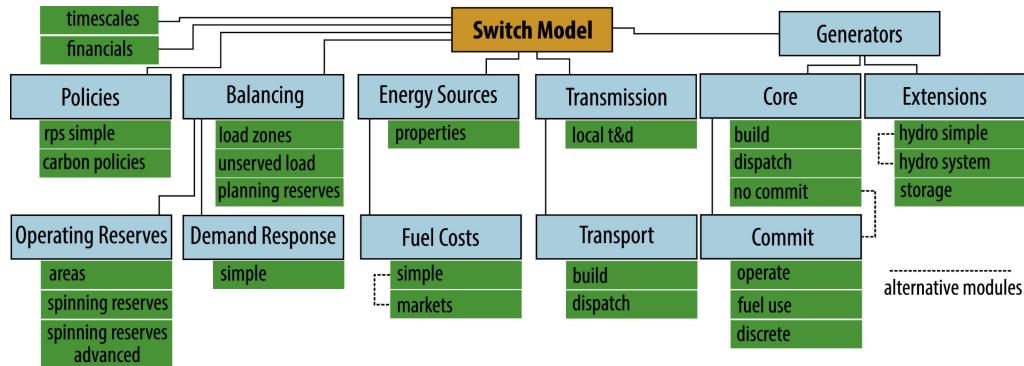 timescales
Switch Model
financials
Generators
Policies
Balancing
Energy Sources
Transmission
Core
Extensions
rps simple
carbon policies
load zones
unserved load
planning reserves
properties
local t&d
build
dispatch
no commit
hydro simple
hydro system
storage
Operating Reserves
Demand Response
Fuel Costs
Transport
Commit
areas
spinning reserves
spinning reserves
advanced
simple
simple
markets
build
dispatch
operate
fuel use
discrete
alternative modules